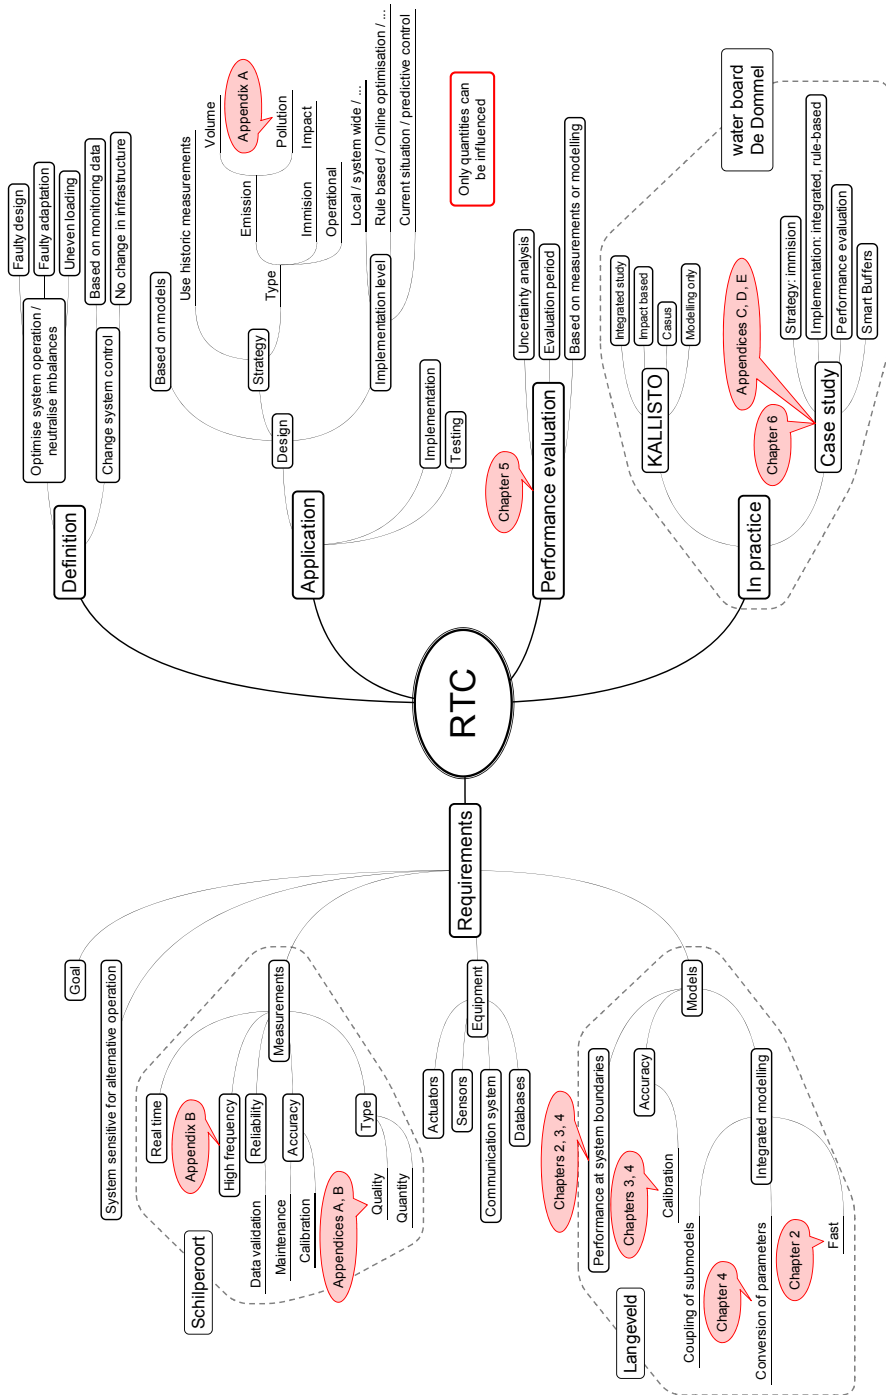 RTC
Definition
Optimise system operation /
neutralise imbalances
Faulty design
Faulty adaptation
Uneven loading
Change system control
Based on monitoring data
No change in infrastructure
Application
Design
Based on models
Strategy
Use historic measurements
Type
Emission
Volume
Pollution
Appendix A
Immision
Impact
Operational
Implementation level
Local / system wide / ...
Rule based / Online optimisation / ...
Current situation / predictive control
Implementation
Testing
Only quantities can
be influenced
Performance evaluation
Chapter 5
Uncertainty analysis
Evaluation period
Based on measurements or modelling
In practice
water board
De Dommel
KALLISTO
Integrated study
Impact based
Casus
Modelling only
Case study
Chapter 6
Appendices C, D, E
Strategy: immision
Implementation: integrated, rule-based
Performance evaluation
Smart Buffers
Requirements
Goal
System sensitive for alternative operation
Measurements
Schilperoort
Real time
High frequency
Appendix B
Reliability
Data validation
Maintenance
Accuracy
Calibration
Appendices A, B
Type
Quality
Quantity
Equipment
Actuators
Sensors
Communication system
Databases
Models
Langeveld
Performance at system boundaries
Chapters 2, 3, 4
Accuracy
Calibration
Chapters 3, 4
Integrated modelling
Coupling of submodels
Conversion of parameters
Chapter 4
Fast
Chapter 2